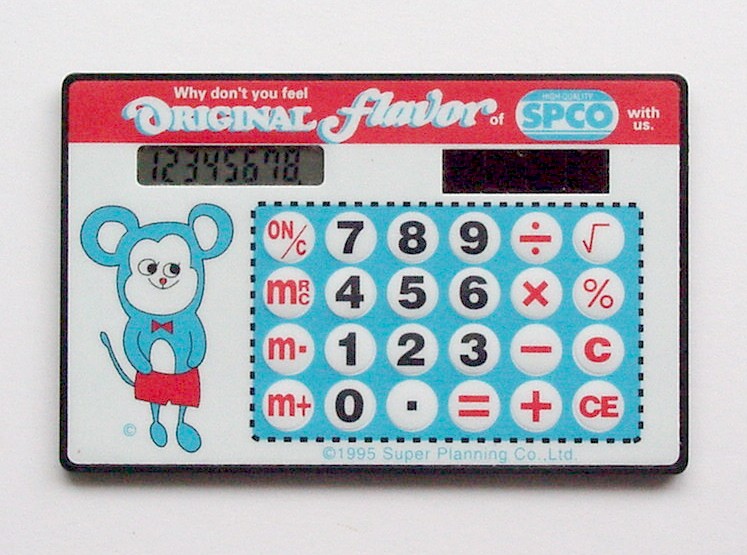 Why don't you feel
ORIGINAL flavor of HIGH-QUALITY SPCO with us.
12345678.
ON/C 7 8 9 ÷ √
mRC 4 5 6 × %
m- 1 2 3 − C
m+ 0 . = + CE
©
©1995 Super Planning Co.,Ltd.